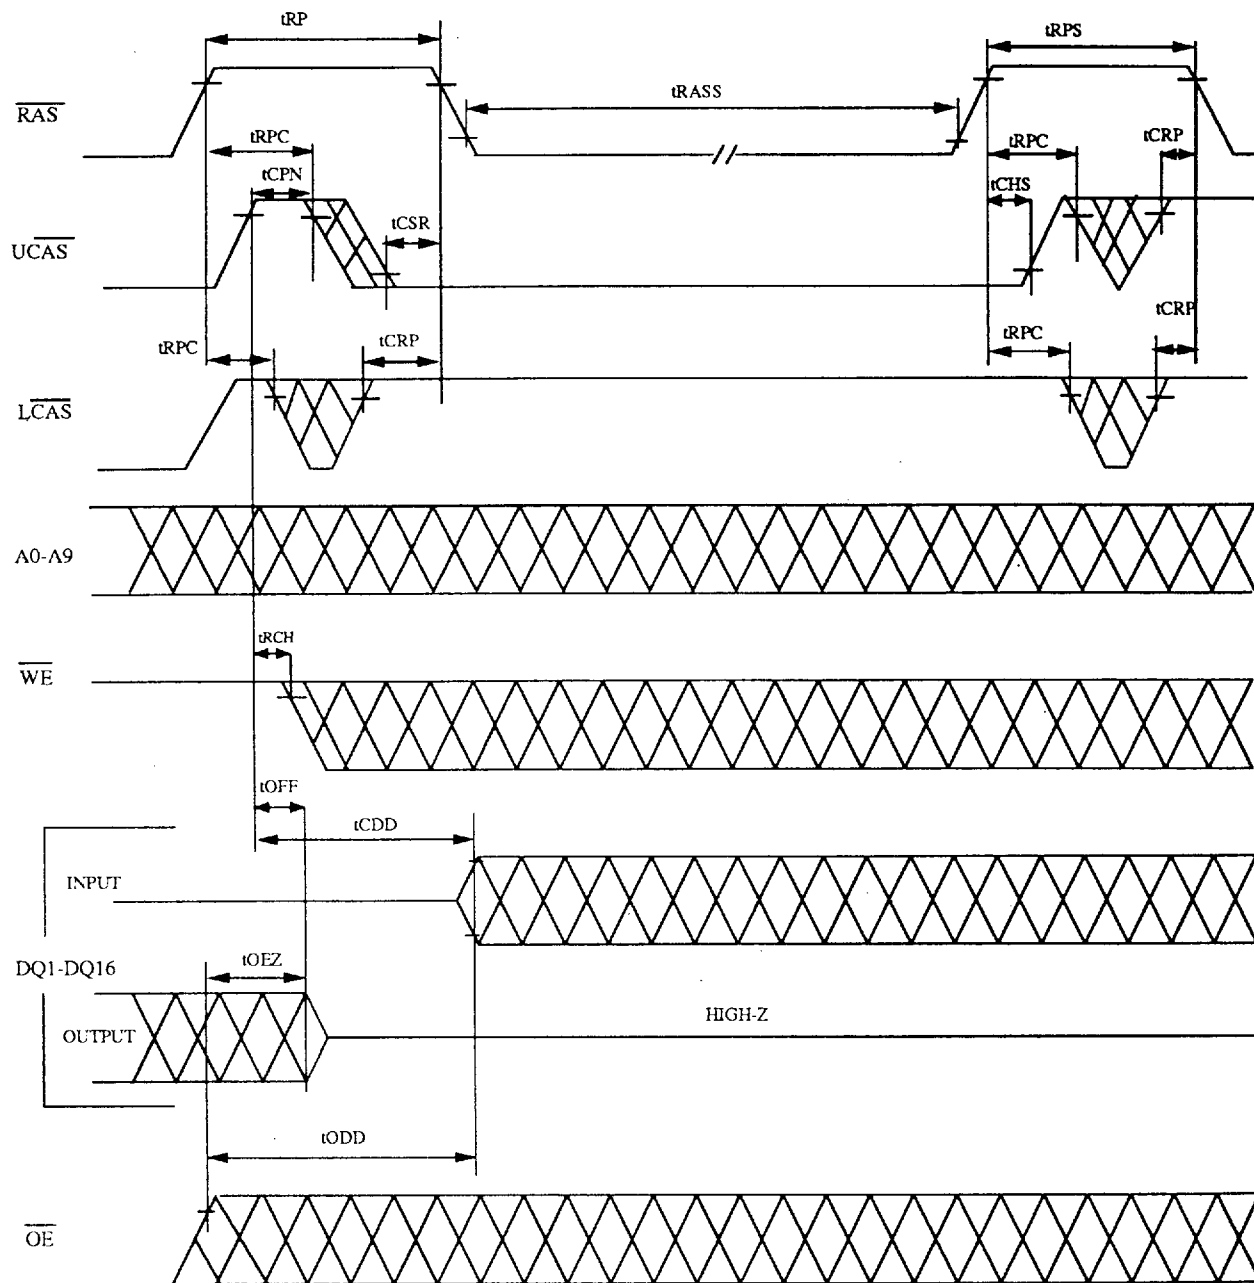 tRP
tRPS
RAS
tRASS
tRPC
tRPC
tCRP
tCPN
tCHS
UCAS
tCSR
tRPC
tCRP
tRPC
tCRP
LCAS
A0-A9
tRCH
WE
tOFF
tCDD
INPUT
DQ1-DQ16
tOEZ
HIGH-Z
OUTPUT
tODD
OE